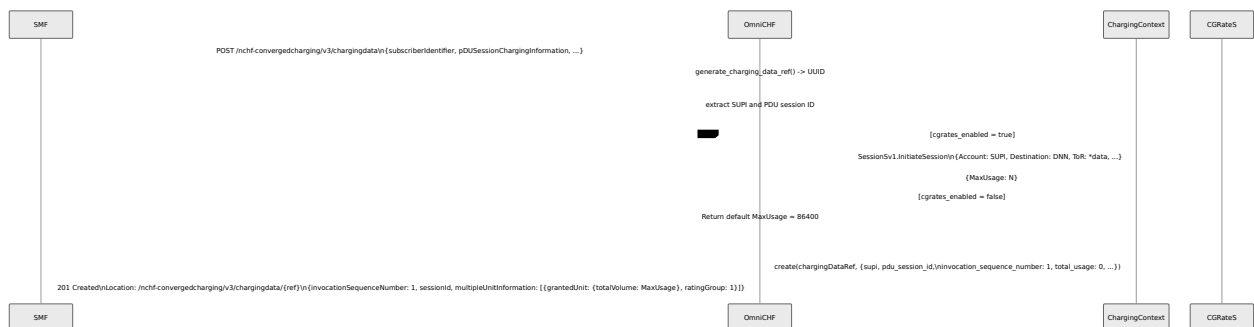 SMF OmniCHF ChargingContext CGRateS
POST /nchf-convergedcharging/v3/chargingdata\n{subscriberIdentifier, pDUSessionChargingInformation, ...}
generate_charging_data_ref() -> UUID
extract SUPI and PDU session ID
[cgrates_enabled = true]
SessionSv1.InitiateSession\n{Account: SUPI, Destination: DNN, ToR: *data, ...}
{MaxUsage: N}
[cgrates_enabled = false]
Return default MaxUsage = 86400
create(chargingDataRef, {supi, pdu_session_id,\ninvocation_sequence_number: 1, total_usage: 0, ...})
201 Created\nLocation: /nchf-convergedcharging/v3/chargingdata/{ref}\n{invocationSequenceNumber: 1, sessionId, multipleUnitInformation: [{grantedUnit: {totalVolume: MaxUsage}, ratingGroup: 1}]}
SMF OmniCHF ChargingContext CGRateS